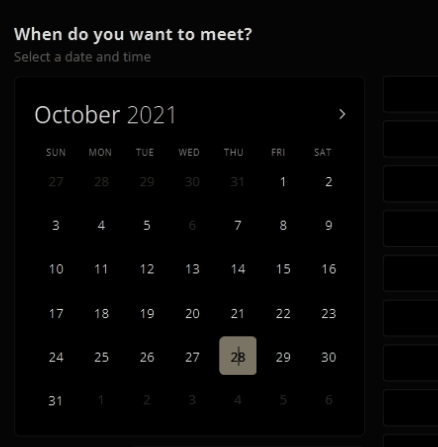 When do you want to meet?
Select a date and time
October 2021
SUN MON TUE WED THU FRI SAT
27 28 29 30 31 1 2
3 4 5 6 7 8 9
10 11 12 13 14 15 16
17 18 19 20 21 22 23
24 25 26 27 28 29 30
31 1 2 3 4 5 6